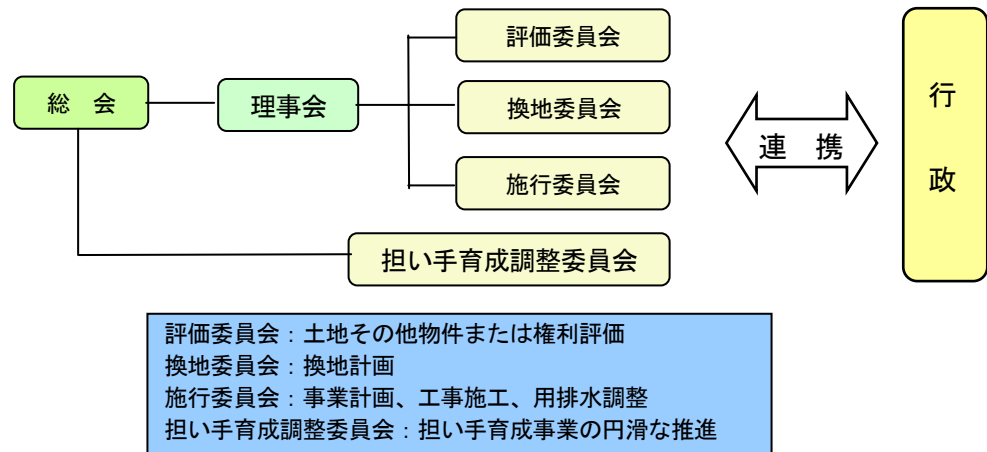 評価委員会
総　会
理事会
換地委員会
施行委員会
担い手育成調整委員会
連　携
行
政
評価委員会：土地その他物件または権利評価
換地委員会：換地計画
施行委員会：事業計画、工事施工、用排水調整
担い手育成調整委員会：担い手育成事業の円滑な推進